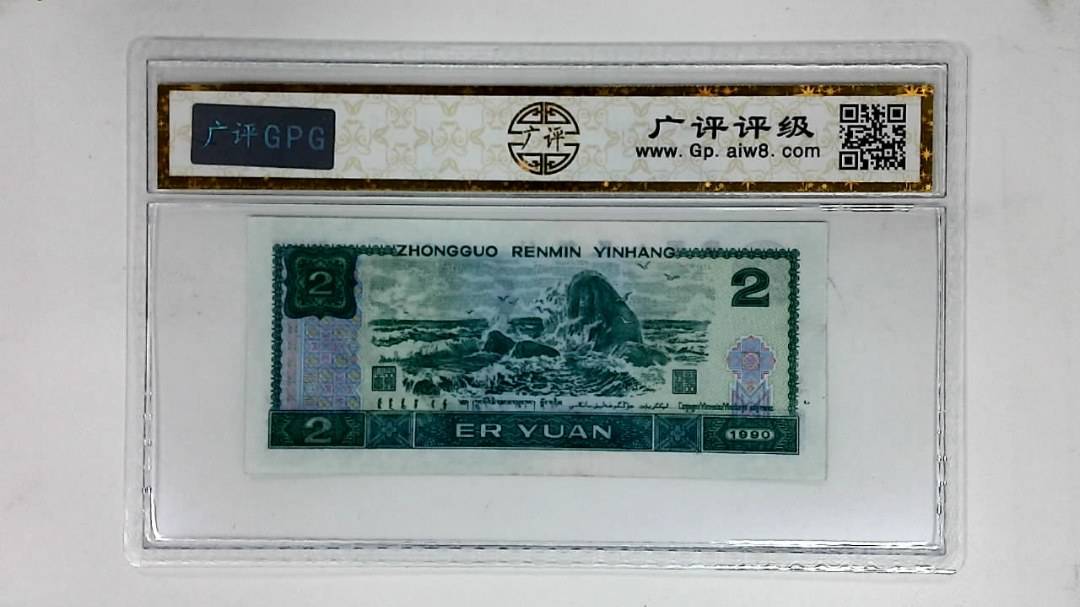 广评GPG
广评
广评评级
www. Gp. aiw8. com
ZHONGGUO RENMIN YINHANG
2
2
2
ER YUAN
1990